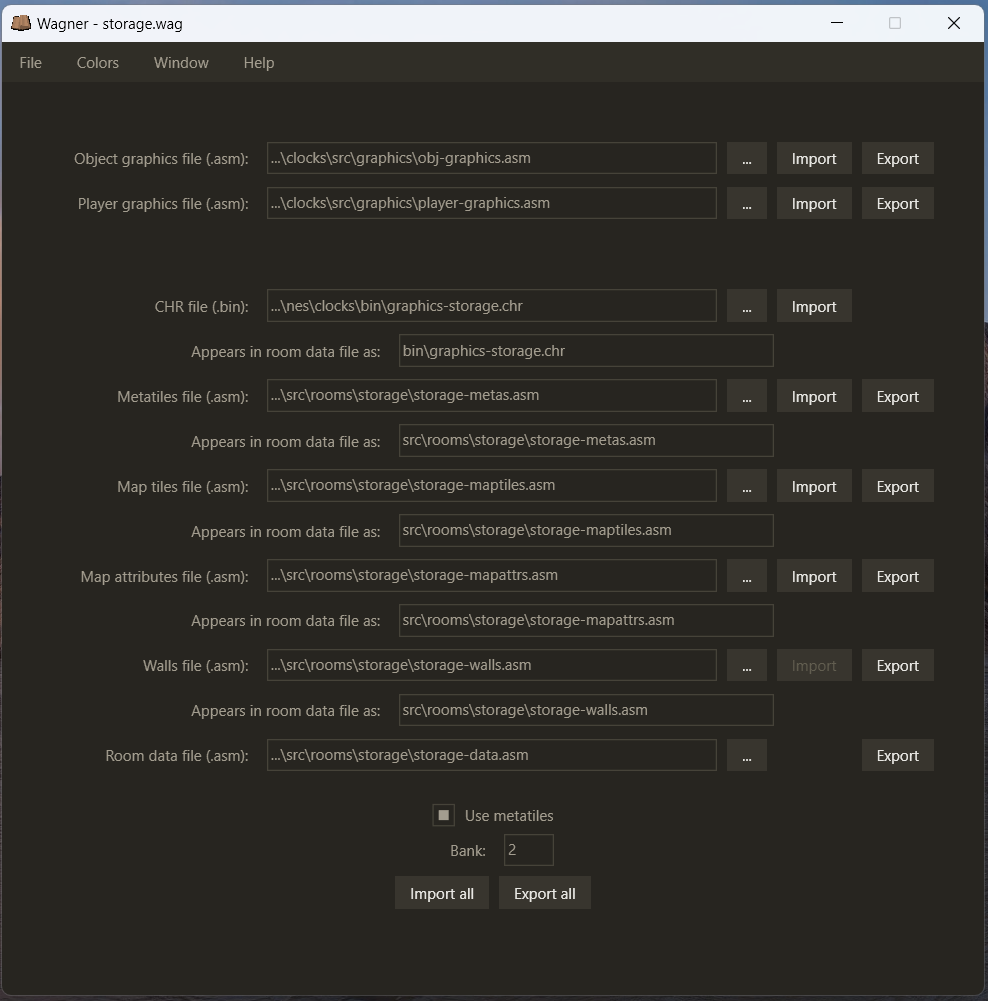 Wagner - storage.wag
File Colors Window Help
Object graphics file (.asm): ...\clocks\src\graphics\obj-graphics.asm ... Import Export
Player graphics file (.asm): ...\clocks\src\graphics\player-graphics.asm ... Import Export
CHR file (.bin): ...\nes\clocks\bin\graphics-storage.chr ... Import
Appears in room data file as: bin\graphics-storage.chr
Metatiles file (.asm): ...\src\rooms\storage\storage-metas.asm ... Import Export
Appears in room data file as: src\rooms\storage\storage-metas.asm
Map tiles file (.asm): ...\src\rooms\storage\storage-maptiles.asm ... Import Export
Appears in room data file as: src\rooms\storage\storage-maptiles.asm
Map attributes file (.asm): ...\src\rooms\storage\storage-mapattrs.asm ... Import Export
Appears in room data file as: src\rooms\storage\storage-mapattrs.asm
Walls file (.asm): ...\src\rooms\storage\storage-walls.asm ... Import Export
Appears in room data file as: src\rooms\storage\storage-walls.asm
Room data file (.asm): ...\src\rooms\storage\storage-data.asm ... Export
Use metatiles
Bank: 2
Import all Export all